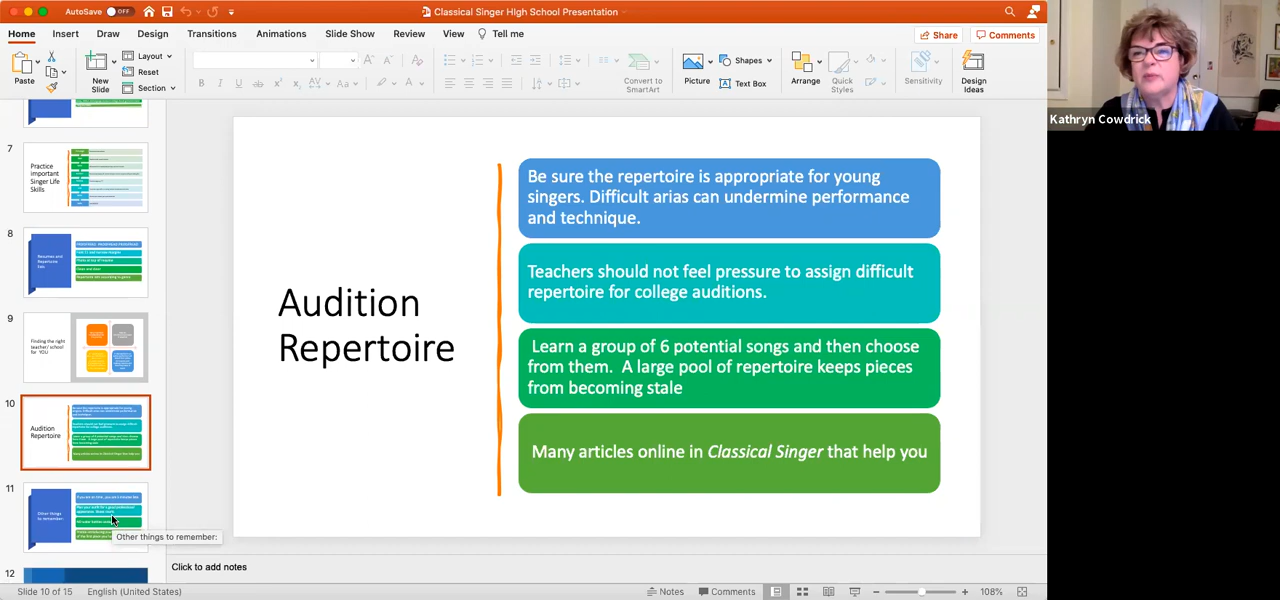 AutoSave OFF
Classical Singer HIgh School Presentation
Home Insert Draw Design Transitions Animations Slide Show Review View Tell me
Share Comments
Paste
New Slide
Layout
Reset
Section
Convert to SmartArt
Picture
Shapes
Text Box
Arrange
Quick Styles
Sensitivity
Design Ideas
Kathryn Cowdrick
7
Practice
important
Singer Life
Skills
8
Resumes and
Repertoire
9
Finding the right
teacher/ school
for YOU
10
Audition
Repertoire
11
Other things
to remember:
Other things to remember:
12
Audition
Repertoire
Be sure the repertoire is appropriate for young
singers. Difficult arias can undermine performance
and technique.
Teachers should not feel pressure to assign difficult
repertoire for college auditions.
Learn a group of 6 potential songs and then choose
from them. A large pool of repertoire keeps pieces
from becoming stale
Many articles online in Classical Singer that help you
Click to add notes
Slide 10 of 15 English (United States) Notes Comments 108%